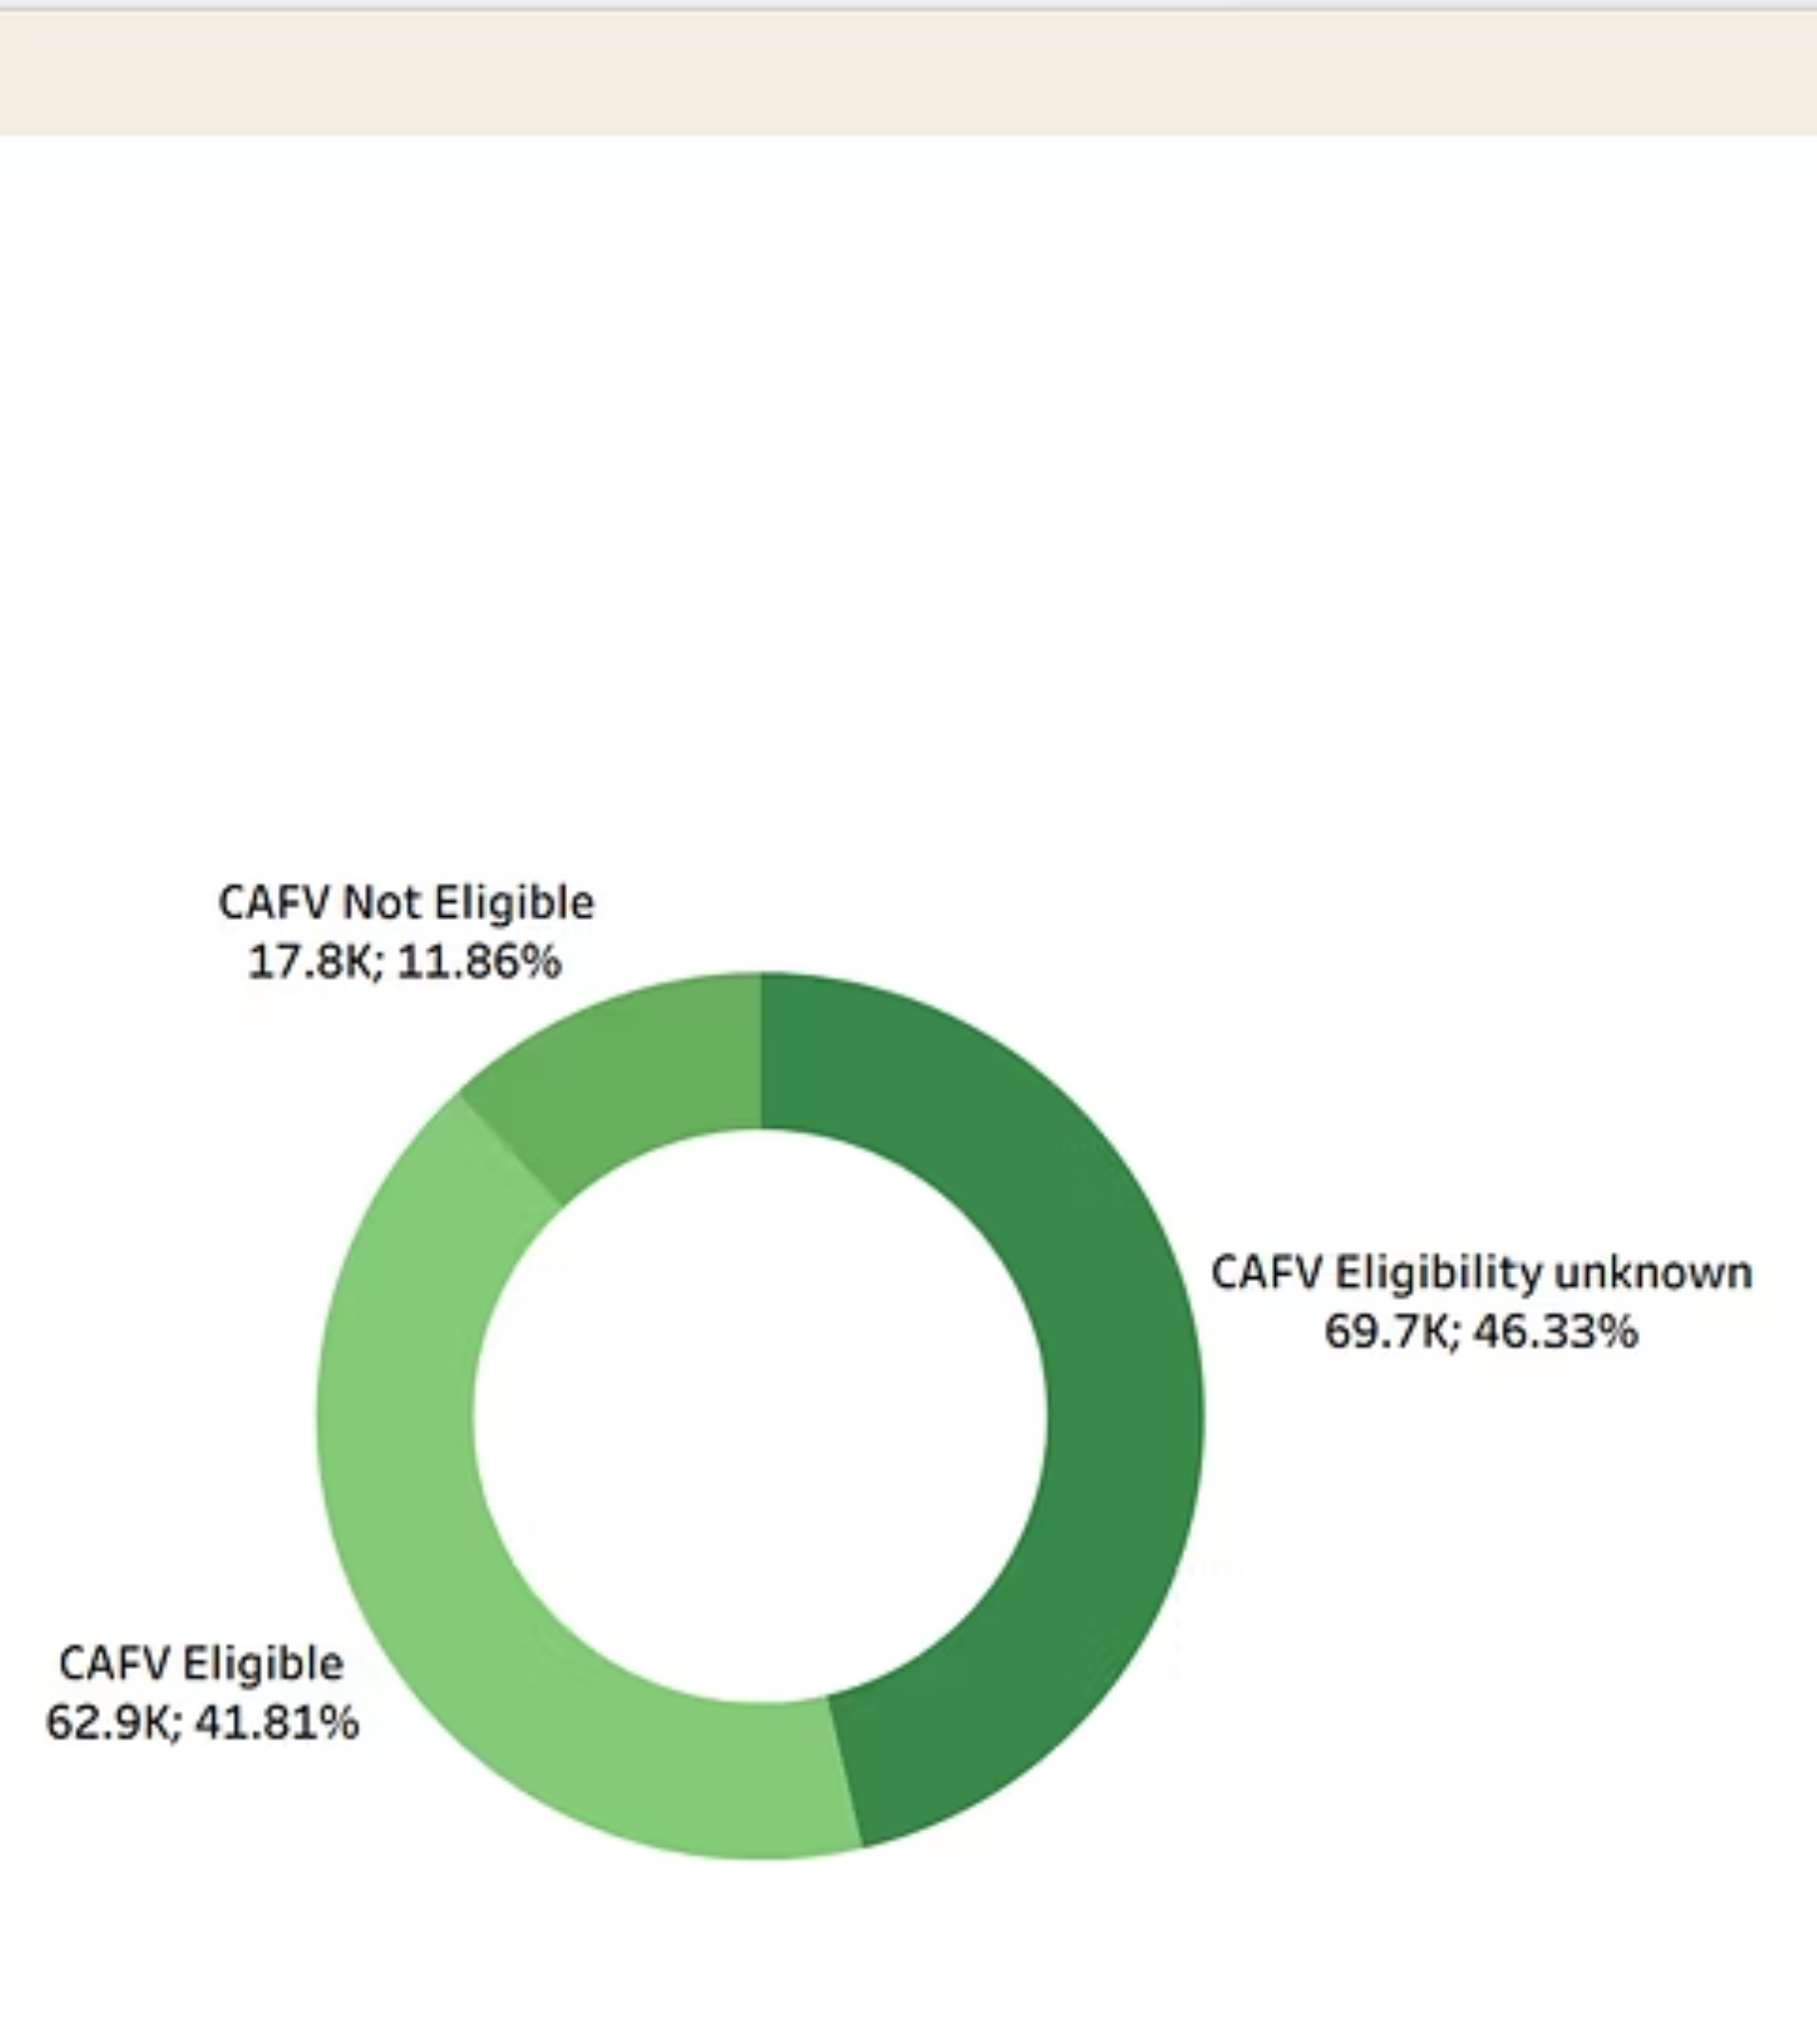 CAFV Not Eligible
17.8K; 11.86%
CAFV Eligibility unknown
69.7K; 46.33%
CAFV Eligible
62.9K; 41.81%